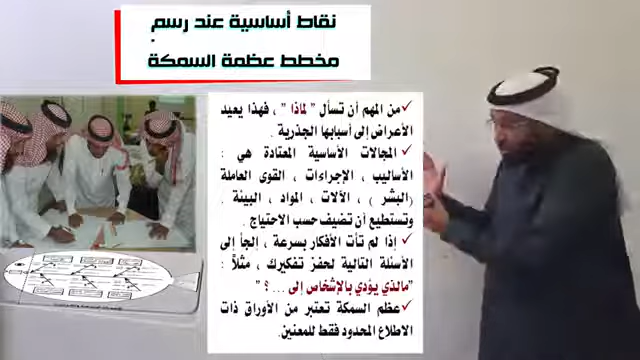 نقاط أساسية عند رسم
مخطط عظمة السمكة
✓من المهم أن تسأل " لماذا " ، فهذا يعيد
الأعراض إلى أسبابها الجذرية .
✓المجالات الأساسية المعتادة هي :
الأساليب ، الإجراءات ، القوى العاملة
(البشر ) ، الآلات ، المواد ، البيئة .
وتستطيع أن تضيف حسب الاحتياج .
✓إذا لم تأت الأفكار بسرعة ، إلجأ إلى
الأسئلة التالية لحفز تفكيرك ، مثلاً :
"مالذي يؤدي بالإشخاص إلى ... ؟ "
✓عظم السمكة تعتبر من الأوراق ذات
الاطلاع المحدود فقط للمعنين.